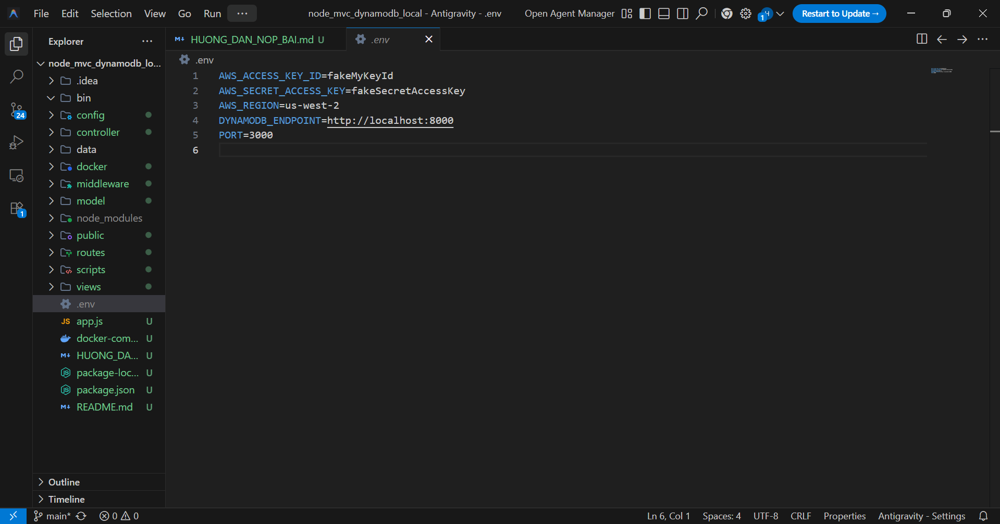 File Edit Selection View Go Run ··· node_mvc_dynamodb_local - Antigravity - .env Open Agent Manager Restart to Update →
Explorer ···
HUONG_DAN_NOP_BAI.md U
.env
node_mvc_dynamodb_lo...
.idea
bin
config
controller
data
docker
middleware
model
node_modules
public
routes
scripts
views
.env
JS app.js U
docker-com... U
HUONG_DA... U
package-loc... U
package.json U
README.md U
Outline
Timeline
24
1
1
.env
1 AWS_ACCESS_KEY_ID=fakeMyKeyId
2 AWS_SECRET_ACCESS_KEY=fakeSecretAccessKey
3 AWS_REGION=us-west-2
4 DYNAMODB_ENDPOINT=http://localhost:8000
5 PORT=3000
6
main* 0 0 Ln 6, Col 1 Spaces: 4 UTF-8 CRLF Properties Antigravity - Settings